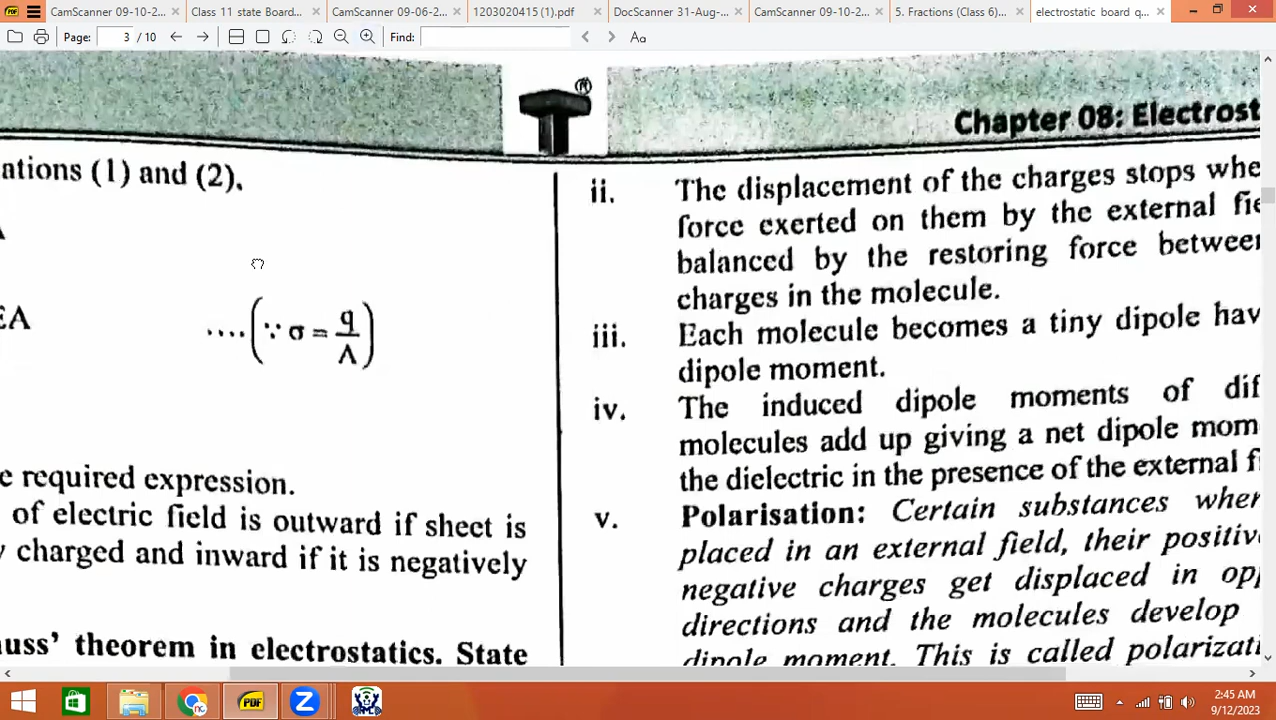 CamScanner 09-10-2...
Class 11 state Board...
CamScanner 09-06-2...
1203020415 (1).pdf
DocScanner 31-Aug-...
CamScanner 09-10-2...
5. Fractions (Class 6)...
electrostatic board q...
Page: 3 / 10
Find:
Aa
Chapter 08: Electrost
ations (1) and (2),
EA
....(∵ σ = q/A)
e required expression.
of electric field is outward if sheet is
y charged and inward if it is negatively
uss’ theorem in electrostatics. State
ii. The displacement of the charges stops whe
force exerted on them by the external fie
balanced by the restoring force between
charges in the molecule.
iii. Each molecule becomes a tiny dipole hav
dipole moment.
iv. The induced dipole moments of dif
molecules add up giving a net dipole mom
the dielectric in the presence of the external f
v. Polarisation: Certain substances when
placed in an external field, their positiv
negative charges get displaced in opp
directions and the molecules develop
dipole moment. This is called polarizati
PDF
2:45 AM
9/12/2023